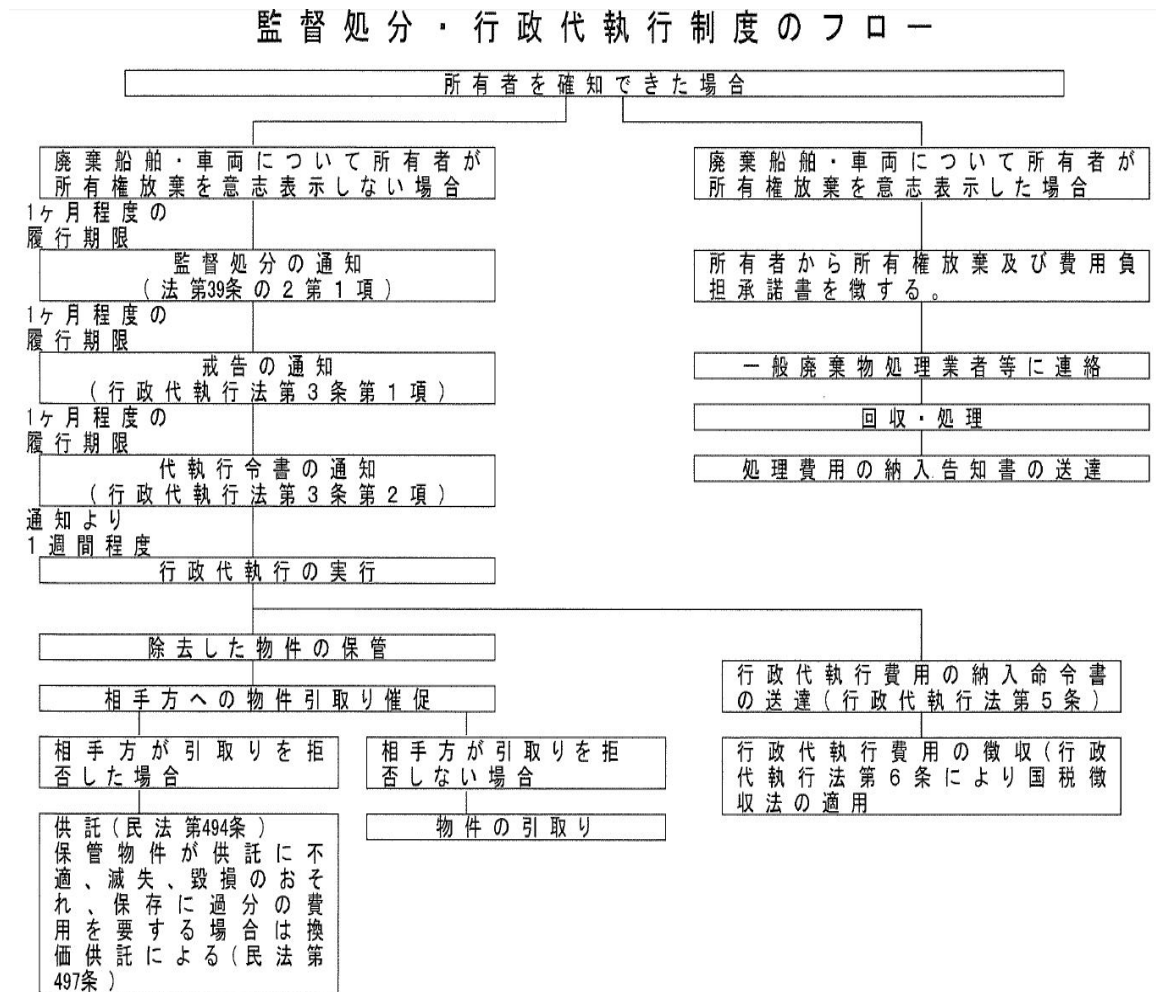 監督処分・行政代執行制度のフロー
所有者を確知できた場合
廃棄船舶・車両について所有者が
所有権放棄を意志表示しない場合
1ヶ月程度の
履行期限
監督処分の通知
(法第39条の2第1項)
1ヶ月程度の
履行期限
戒告の通知
(行政代執行法第3条第1項)
1ヶ月程度の
履行期限
代執行令書の通知
(行政代執行法第3条第2項)
通知より
1週間程度
行政代執行の実行
廃棄船舶・車両について所有者が
所有権放棄を意志表示した場合
所有者から所有権放棄及び費用負
担承諾書を徴する。
一般廃棄物処理業者等に連絡
回収・処理
処理費用の納入告知書の送達
除去した物件の保管
相手方への物件引取り催促
相手方が引取りを拒
否した場合
供託(民法第494条)
保管物件が供託に不
適、滅失、毀損のおそ
れ、保存に過分の費
用を要する場合は換
価供託による(民法第
497条)
相手方が引取りを拒
否しない場合
物件の引取り
行政代執行費用の納入命令書
の送達(行政代執行法第5条)
行政代執行費用の徴収(行政
代執行法第6条により国税徴
収法の適用